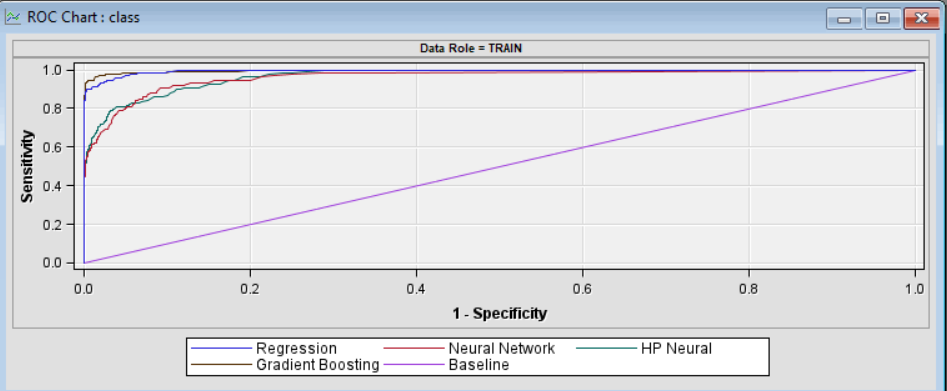 ROC Chart : class
Data Role = TRAIN
1.0
0.8
0.6
0.4
0.2
0.0
Sensitivity
0.0 0.2 0.4 0.6 0.8 1.0
1 - Specificity
Regression Neural Network HP Neural
Gradient Boosting Baseline